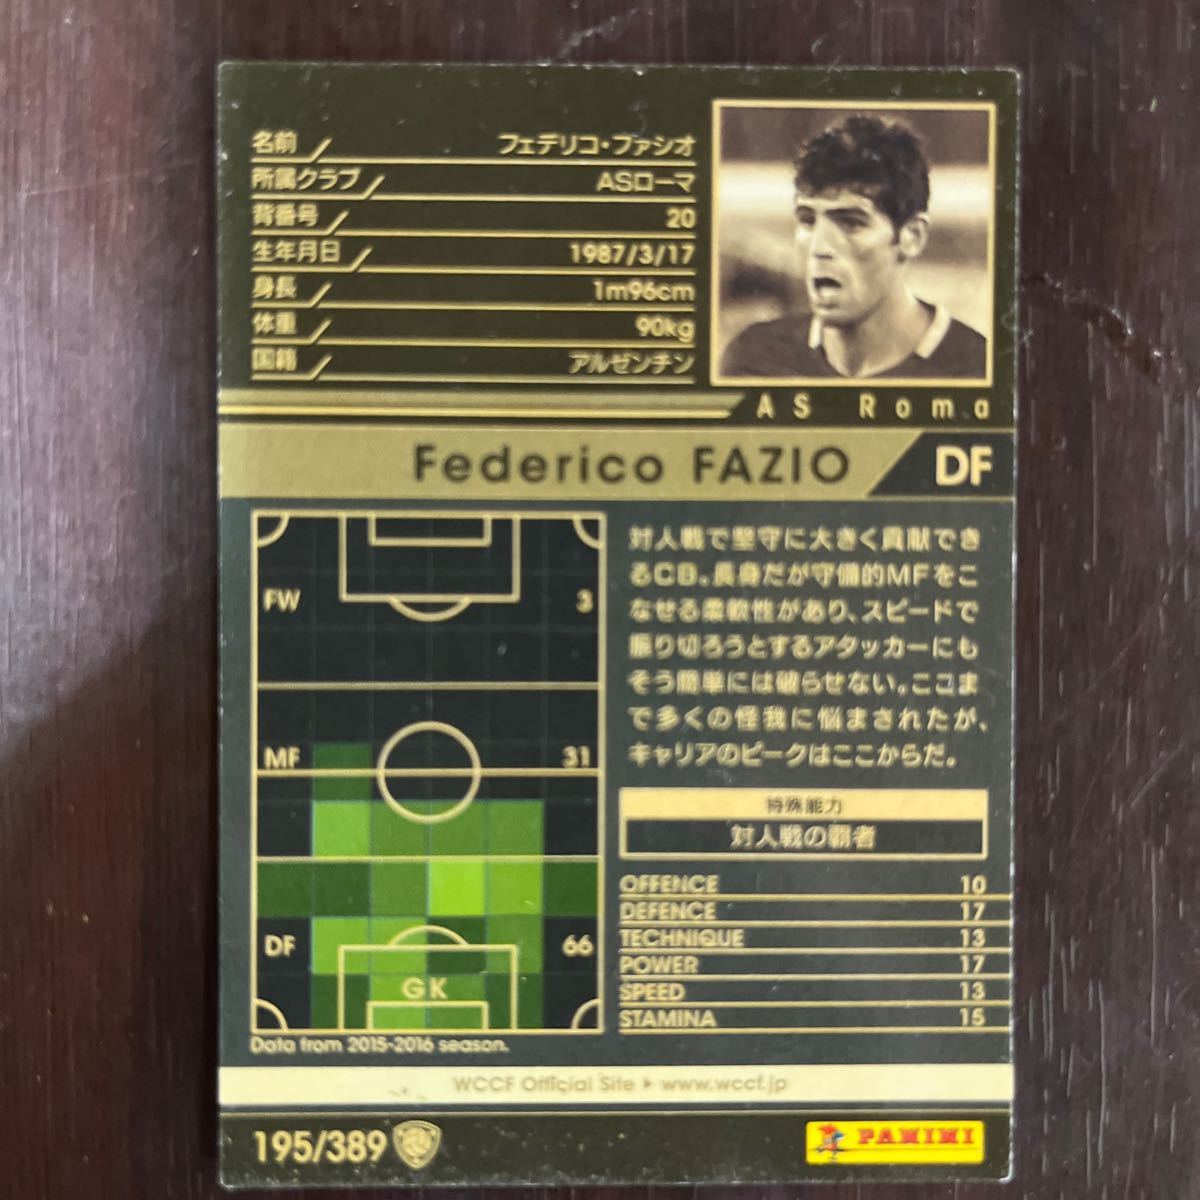 名前 フェデリコ・ファシオ
所属クラブ ASローマ
背番号 20
生年月日 1987/3/17
身長 1m96cm
体重 90kg
国籍 アルゼンチン
AS Roma
Federico FAZIO DF
FW 3
MF 31
DF 66
GK
Data from 2015-2016 season.
対人戦で堅守に大きく貢献でき
るCB。長身だが守備的MFをこ
なせる柔軟性があり、スピードで
振り切ろうとするアタッカーにも
そう簡単には破らせない。ここま
で多くの怪我に悩まされたが、
キャリアのピークはここからだ。
特殊能力
対人戦の覇者
OFFENCE 10
DEFENCE 17
TECHNIQUE 13
POWER 17
SPEED 13
STAMINA 15
WCCF Official Site ▶ www.wccf.jp
195/389
PANINI